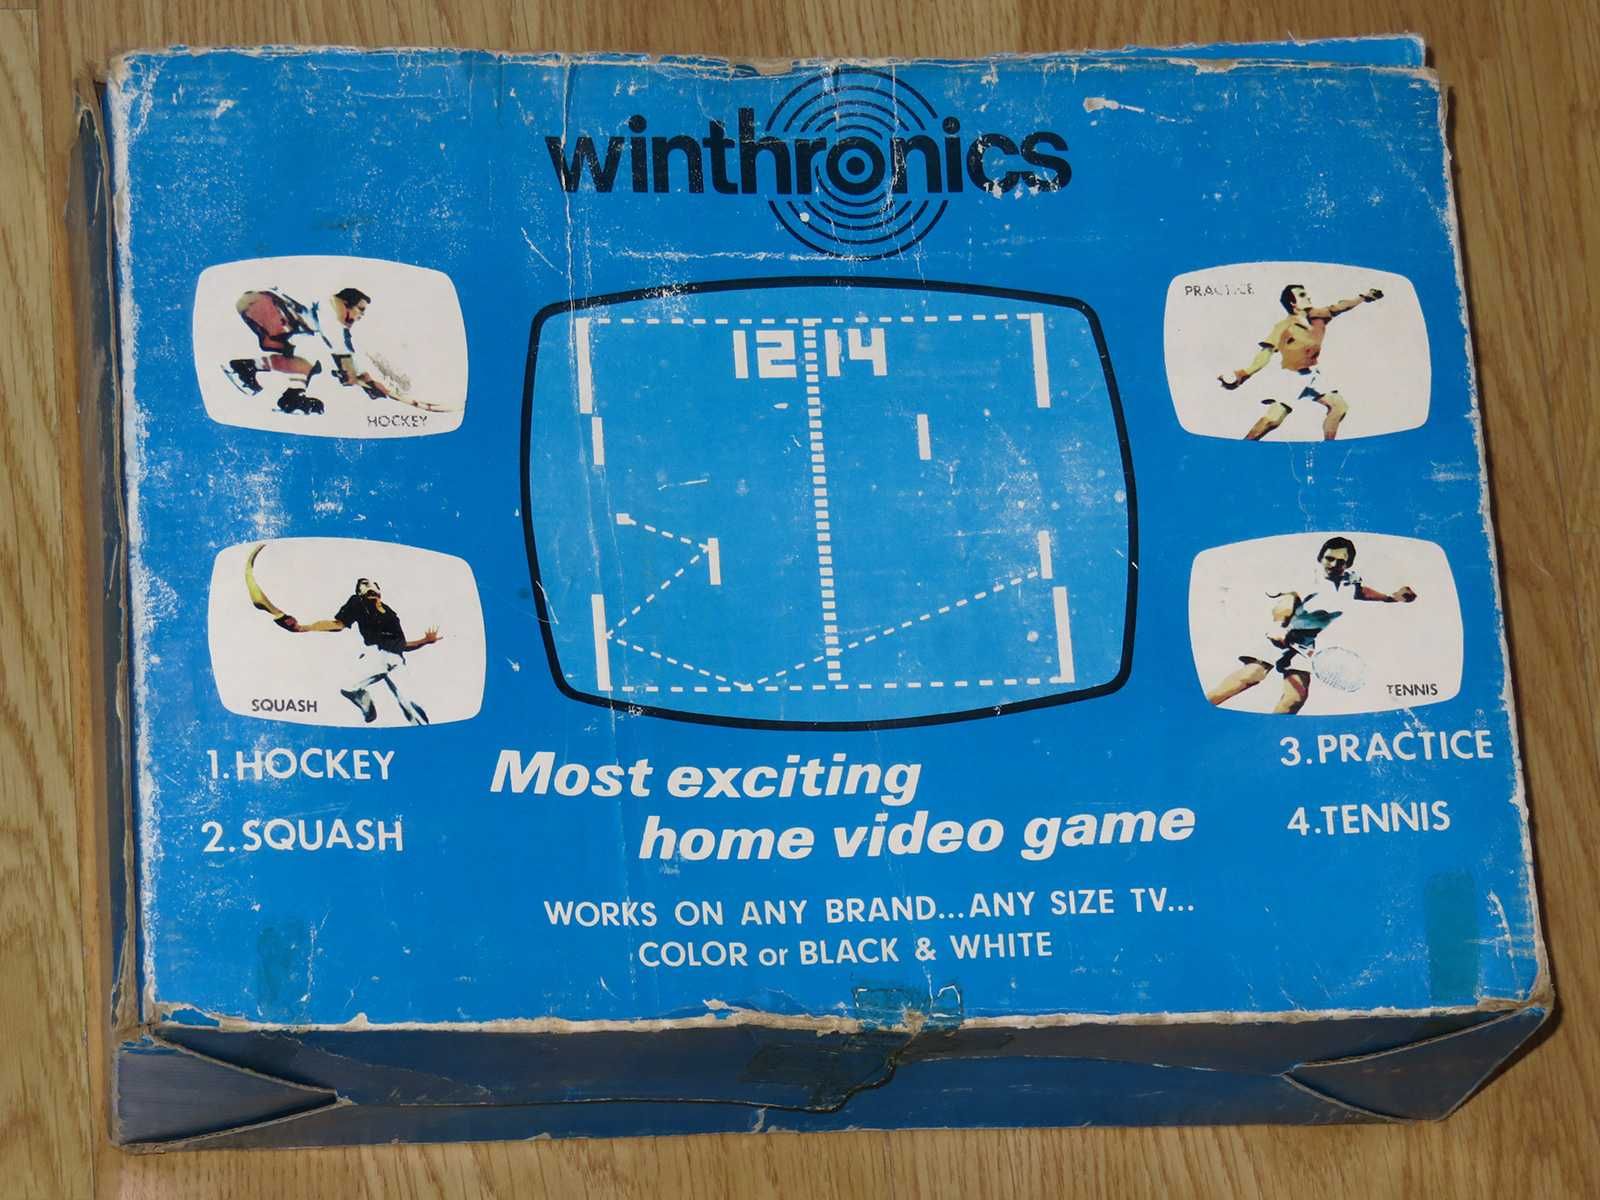 winthronics
PRACTICE
12 14
HOCKEY
SQUASH
TENNIS
1.HOCKEY
2.SQUASH
3.PRACTICE
4.TENNIS
Most exciting
home video game
WORKS ON ANY BRAND...ANY SIZE TV...
COLOR or BLACK & WHITE